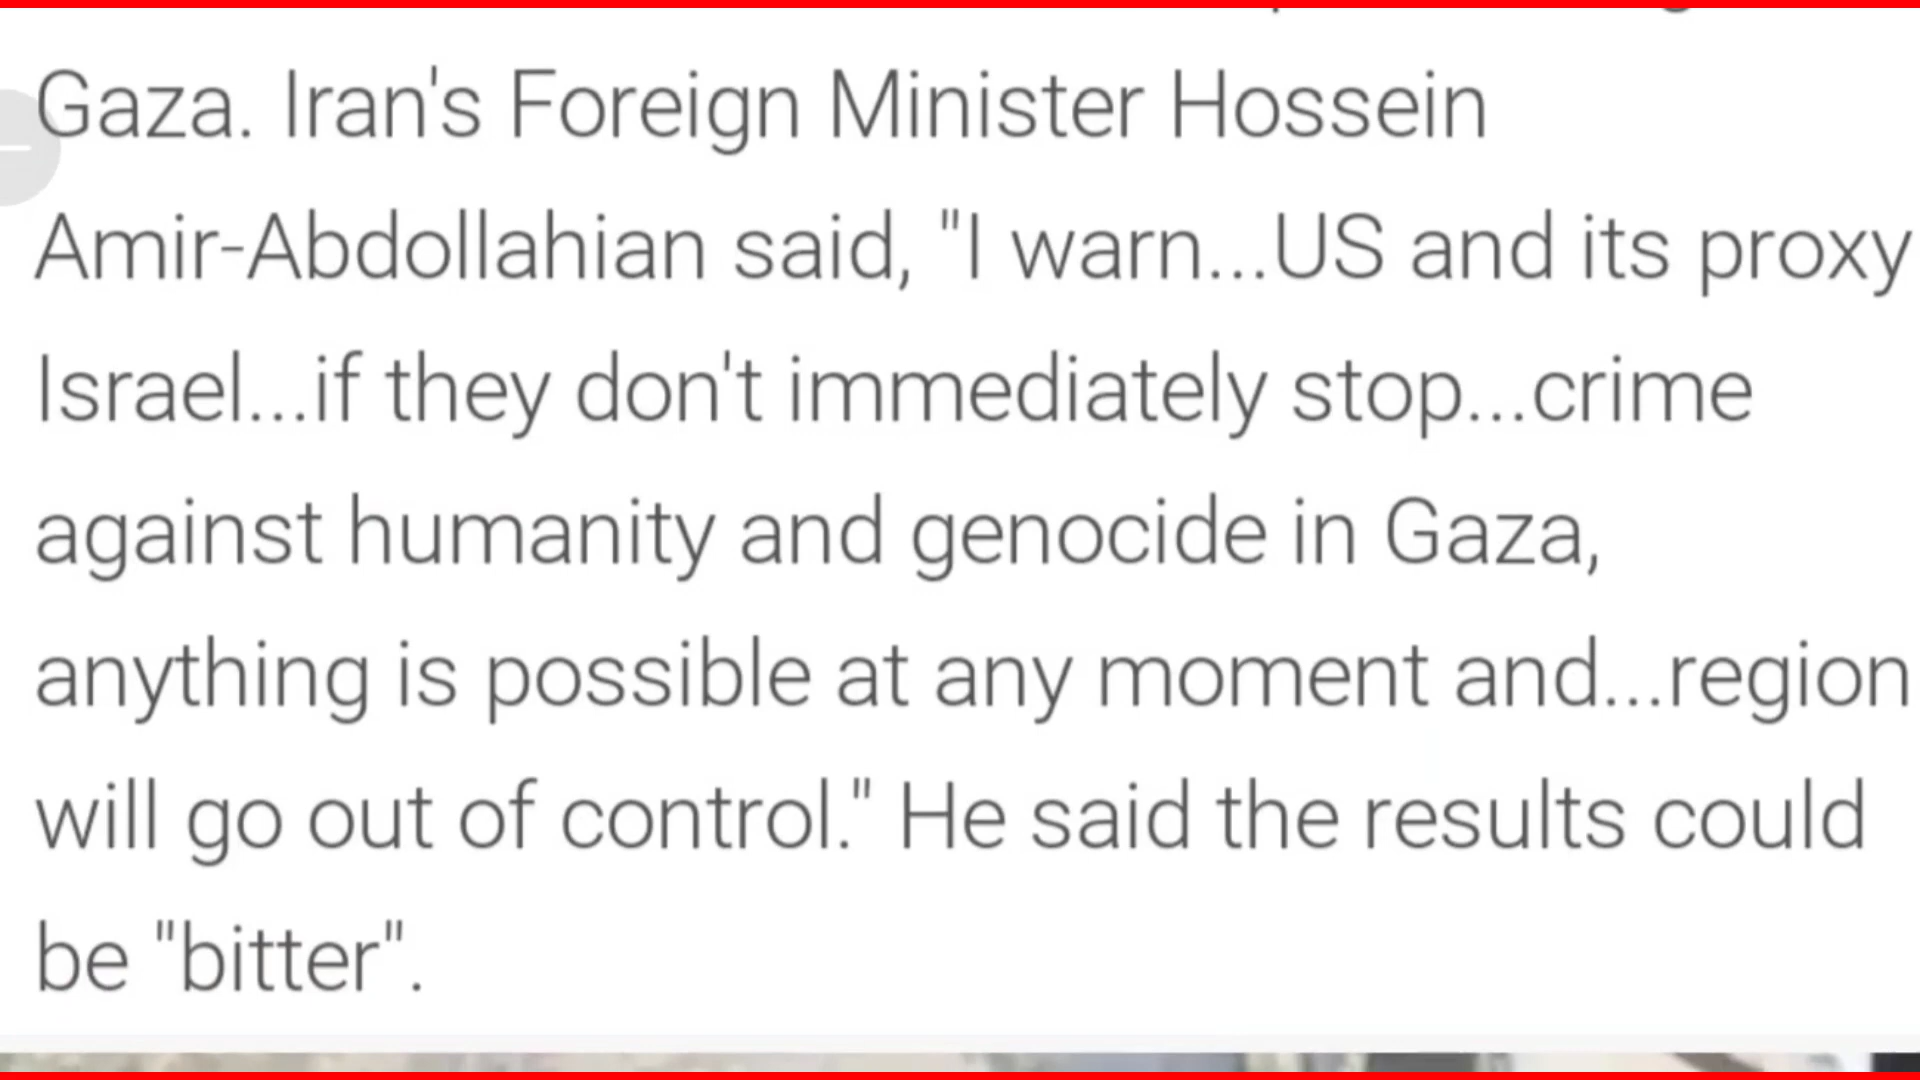 Gaza. Iran's Foreign Minister Hossein
Amir-Abdollahian said, "I warn...US and its proxy
Israel...if they don't immediately stop...crime
against humanity and genocide in Gaza,
anything is possible at any moment and...region
will go out of control." He said the results could
be "bitter".